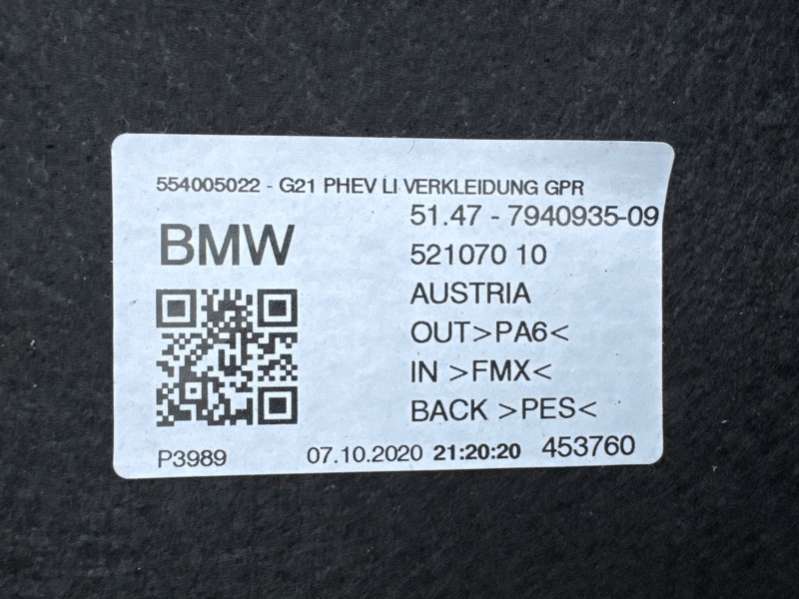 554005022 - G21 PHEV LI VERKLEIDUNG GPR
51.47 - 7940935-09
BMW
521070 10
AUSTRIA
OUT>PA6<
IN >FMX<
BACK >PES<
P3989 07.10.2020 21:20:20 453760